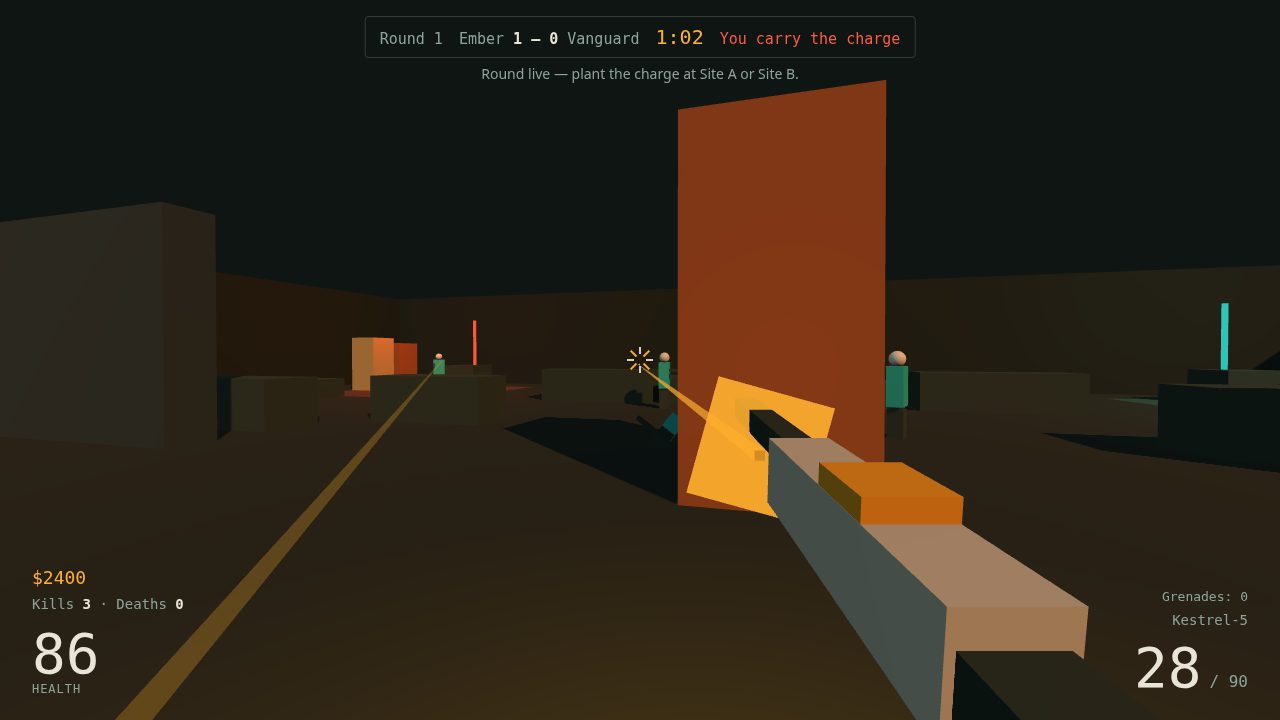 Round 1 Ember 1 – 0 Vanguard 1:02 You carry the charge
Round live — plant the charge at Site A or Site B.
$2400
Kills 3 · Deaths 0
86
HEALTH
Grenades: 0
Kestrel-5
28 / 90